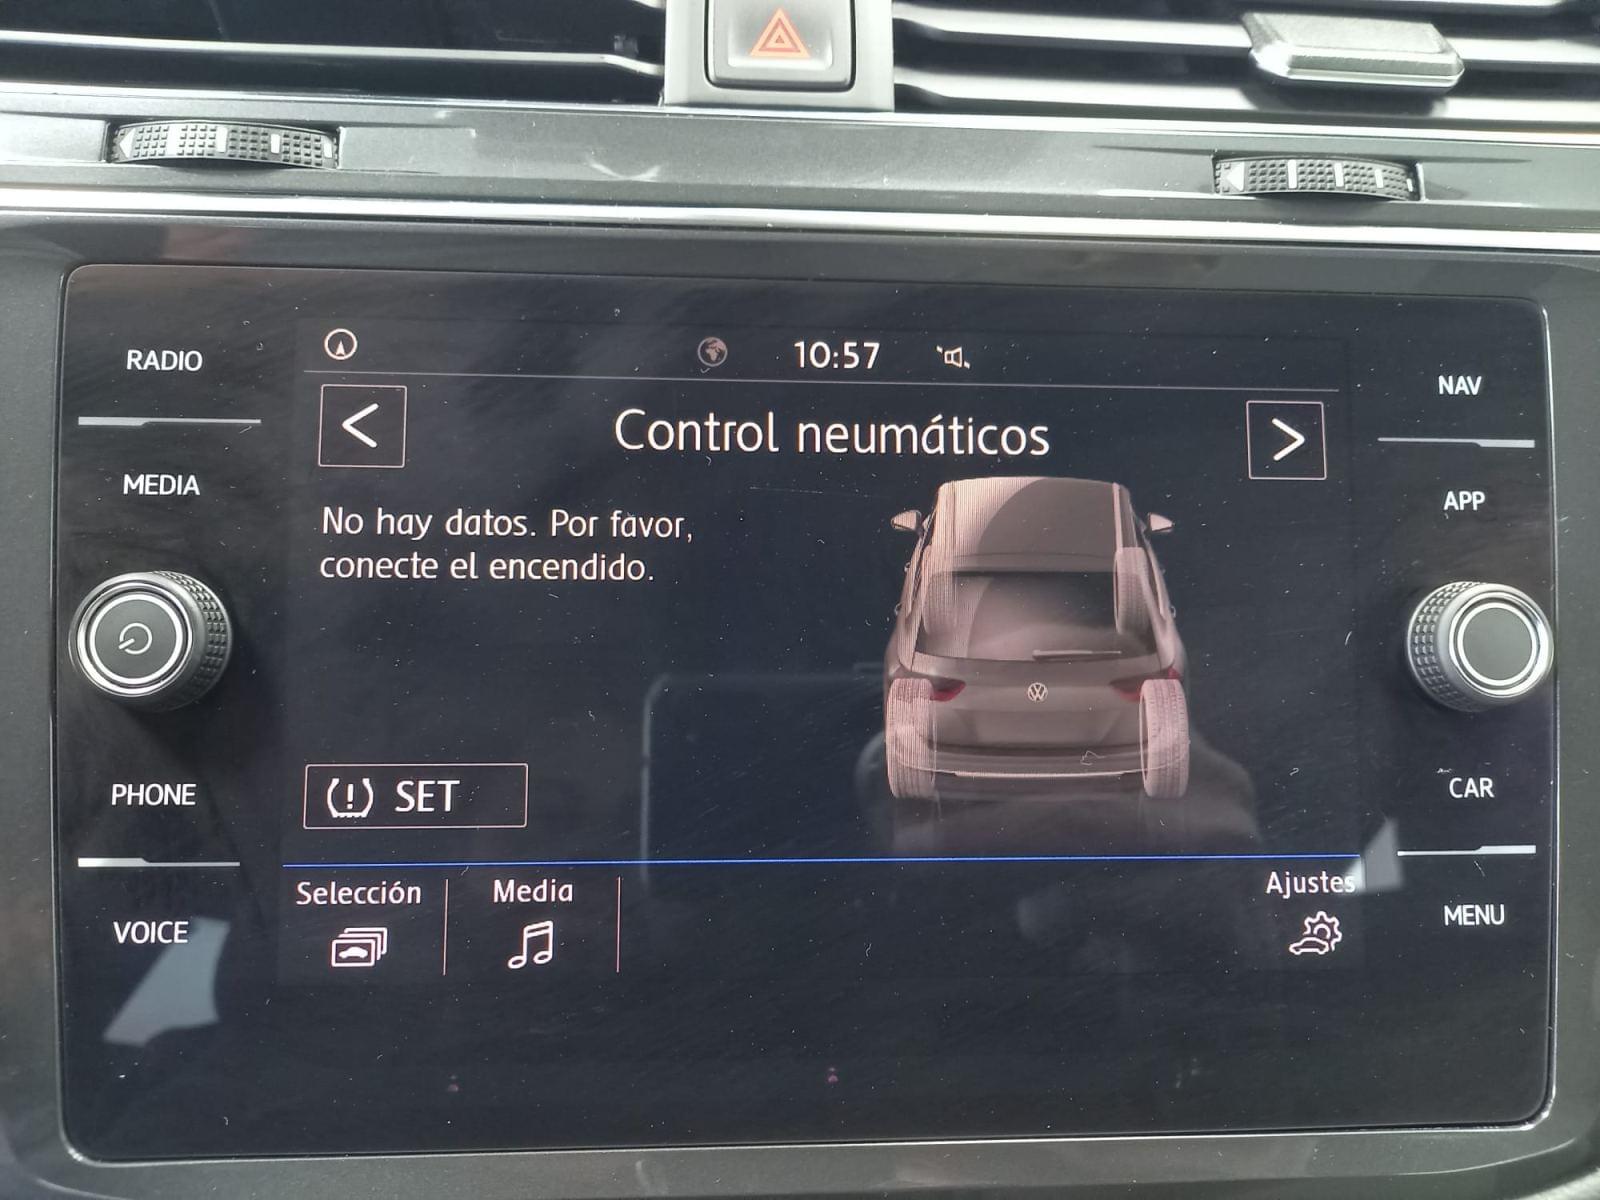 RADIO
MEDIA
PHONE
VOICE
10:57
Control neumáticos
No hay datos. Por favor,
conecte el encendido.
SET
Selección
Media
Ajustes
NAV
APP
CAR
MENU